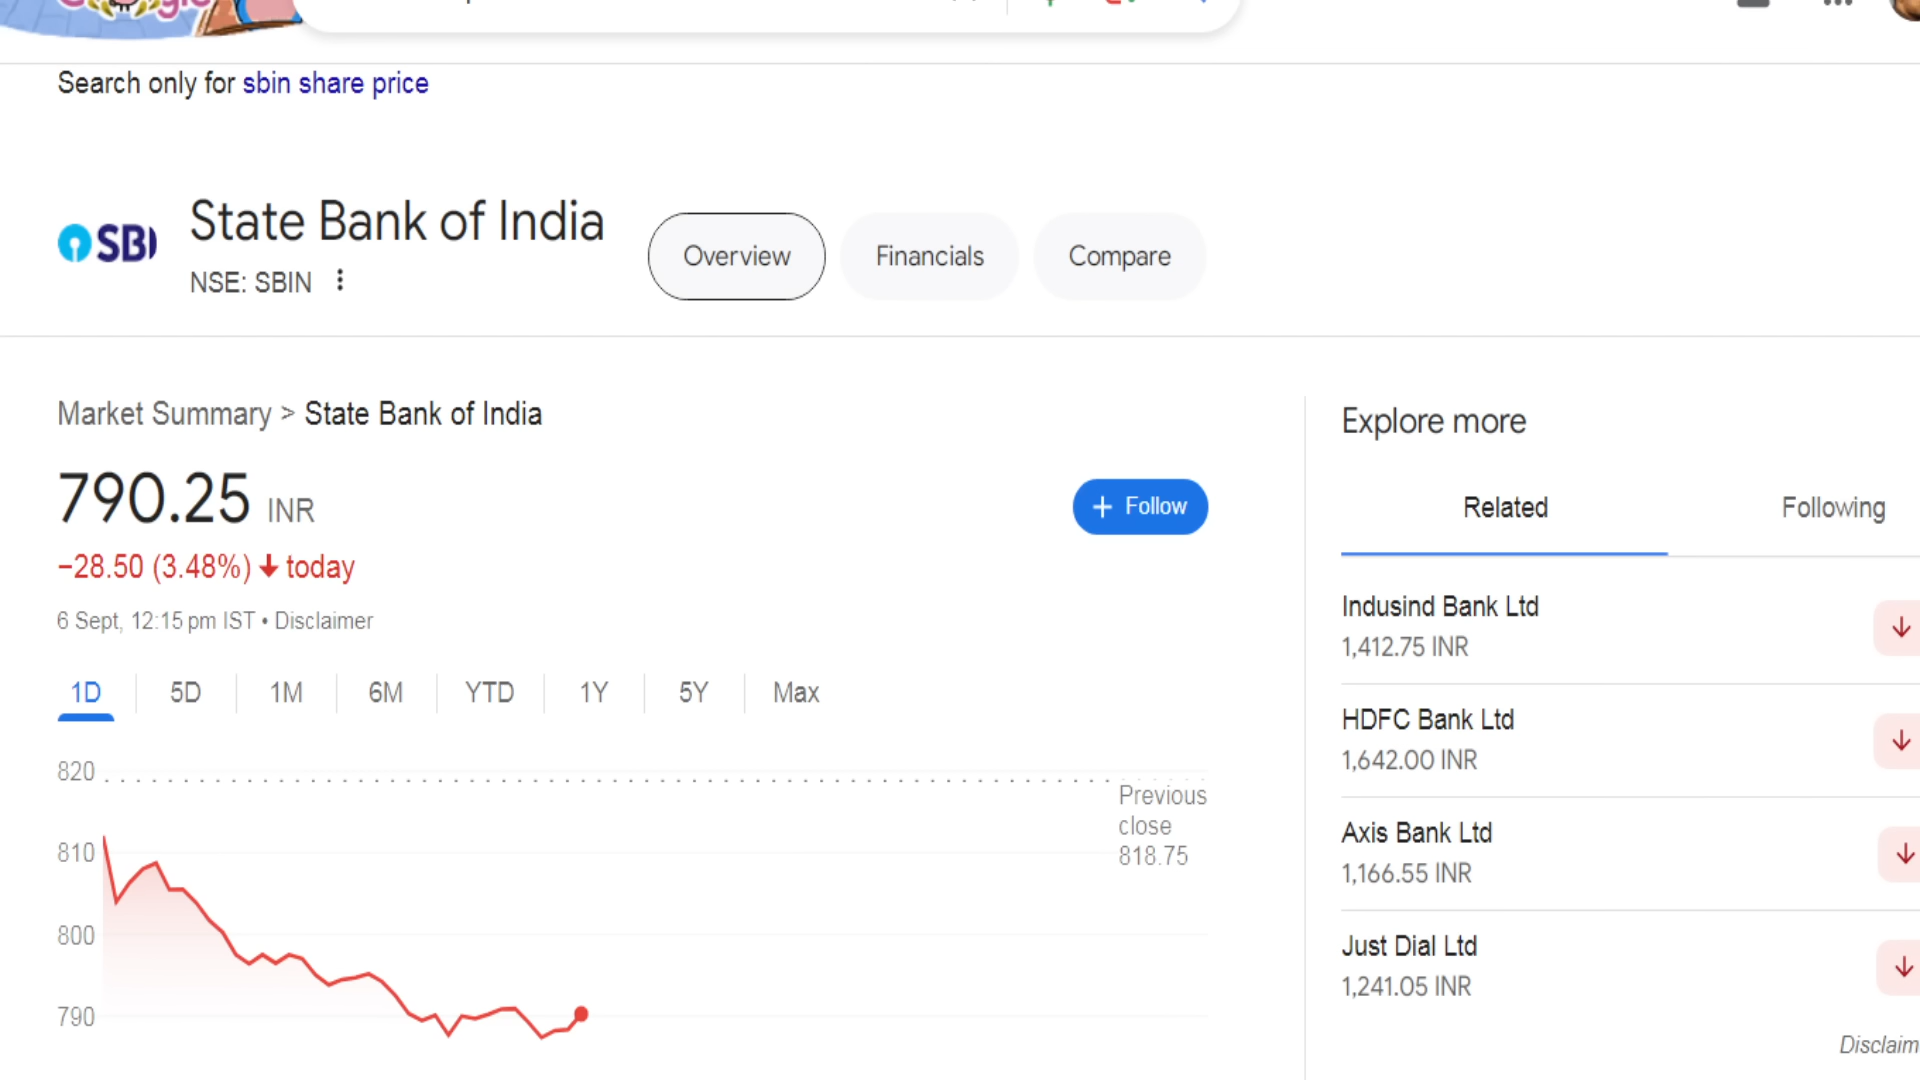 Search only for sbin share price
SBI
State Bank of India
NSE: SBIN
Overview
Financials
Compare
Market Summary > State Bank of India
790.25 INR
+ Follow
−28.50 (3.48%) ↓ today
6 Sept, 12:15 pm IST • Disclaimer
1D
5D
1M
6M
YTD
1Y
5Y
Max
820
810
800
790
Previous
close
818.75
Explore more
Related
Following
Indusind Bank Ltd
1,412.75 INR
HDFC Bank Ltd
1,642.00 INR
Axis Bank Ltd
1,166.55 INR
Just Dial Ltd
1,241.05 INR
Disclaim